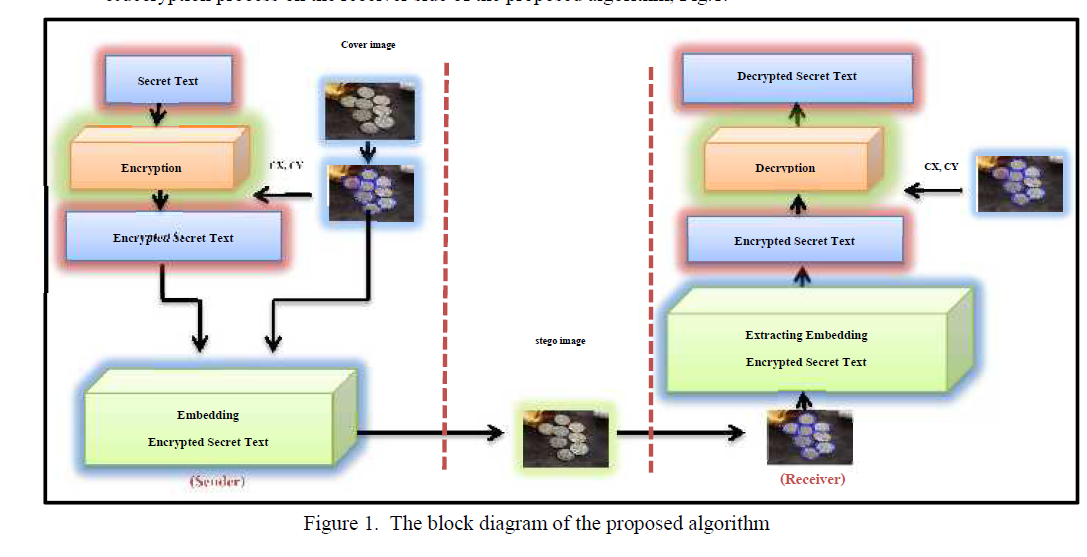 Cover image
Secret Text
Decrypted Secret Text
Encryption
CX, CY
Decryption
CX, CY
Encrypted Secret Text
Encrypted Secret Text
stego image
Extracting Embedding
Encrypted Secret Text
Embedding
Encrypted Secret Text
(Sender)
(Receiver)
Figure 1. The block diagram of the proposed algorithm